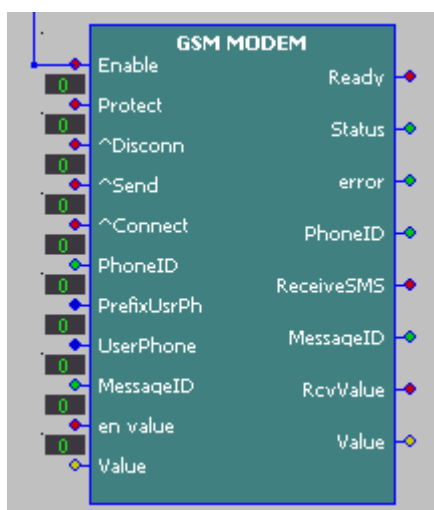 GSM MODEM
Enable
0
Protect
0
^Disconn
0
^Send
0
^Connect
0
PhoneID
0
PrefixUsrPh
0
UserPhone
0
MessageID
0
en value
0
Value
Ready
Status
error
PhoneID
ReceiveSMS
MessageID
RcvValue
Value